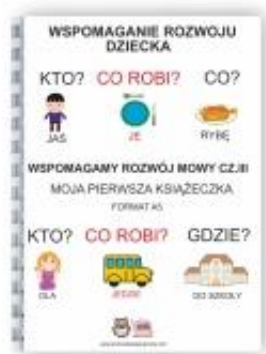 WSPOMAGANIE ROZWOJU
DZIECKA
KTO? CO ROBI? CO?
JAŚ JE RYBĘ
WSPOMAGAMY ROZWÓJ MOWY CZ.III
MOJA PIERWSZA KSIĄŻECZKA
FORMAT A5
KTO? CO ROBI? GDZIE?
OLA JEDZIE DO SZKOŁY